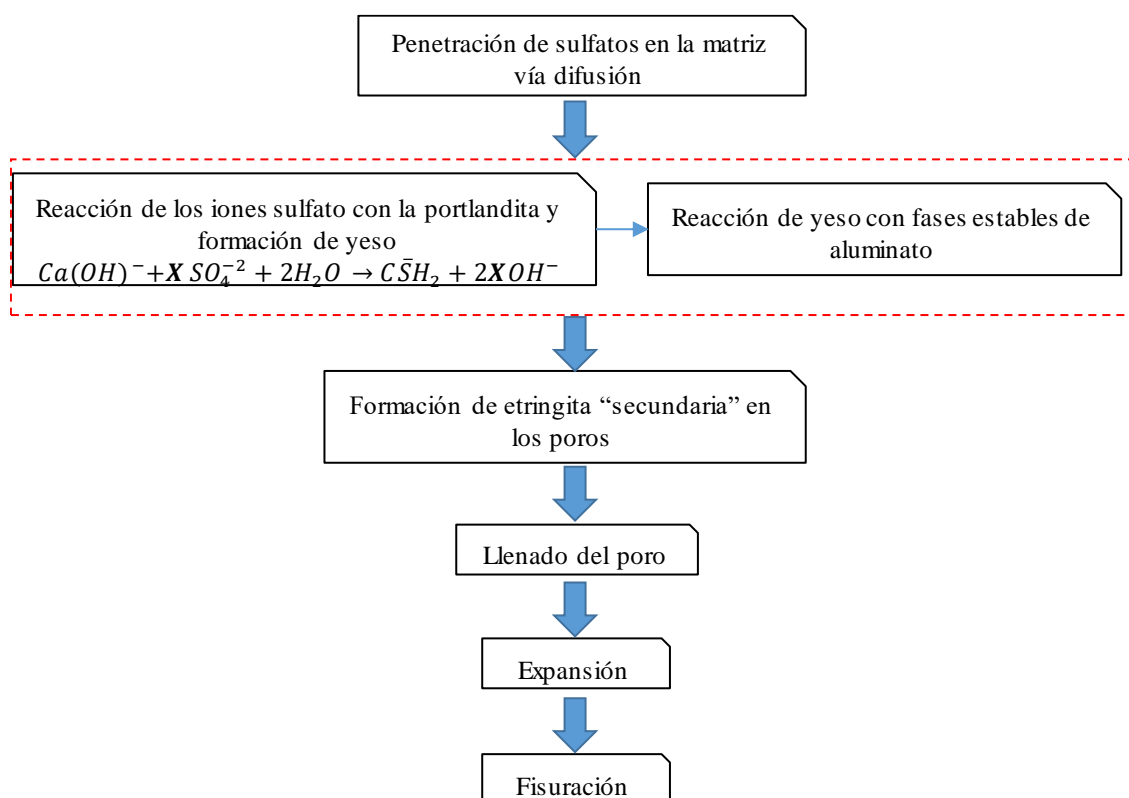 Penetración de sulfatos en la matriz
vía difusión
Reacción de los iones sulfato con la portlandita y
formación de yeso
Ca(OH)⁻+X SO₄⁻² + 2H₂O → CS̄H₂ + 2XOH⁻
Reacción de yeso con fases estables de
aluminato
Formación de etringita “secundaria” en
los poros
Llenado del poro
Expansión
Fisuración